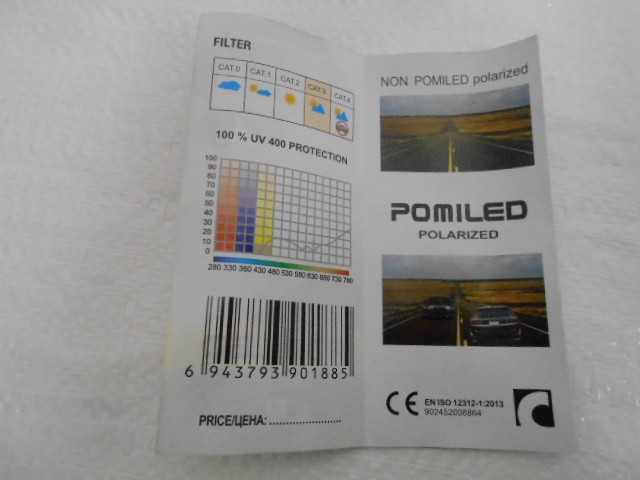 FILTER
CAT.0 CAT.1 CAT.2 CAT.3 CAT.4
100 % UV 400 PROTECTION
100
90
80
70
60
50
40
30
20
10
0
280 330 360 430 480 530 580 630 680 730 780
6 943793 901885
PRICE/ЦЕНА:........................
NON POMILED polarized
POMILED
POLARIZED
CE EN ISO 12312-1:2013
902452008864